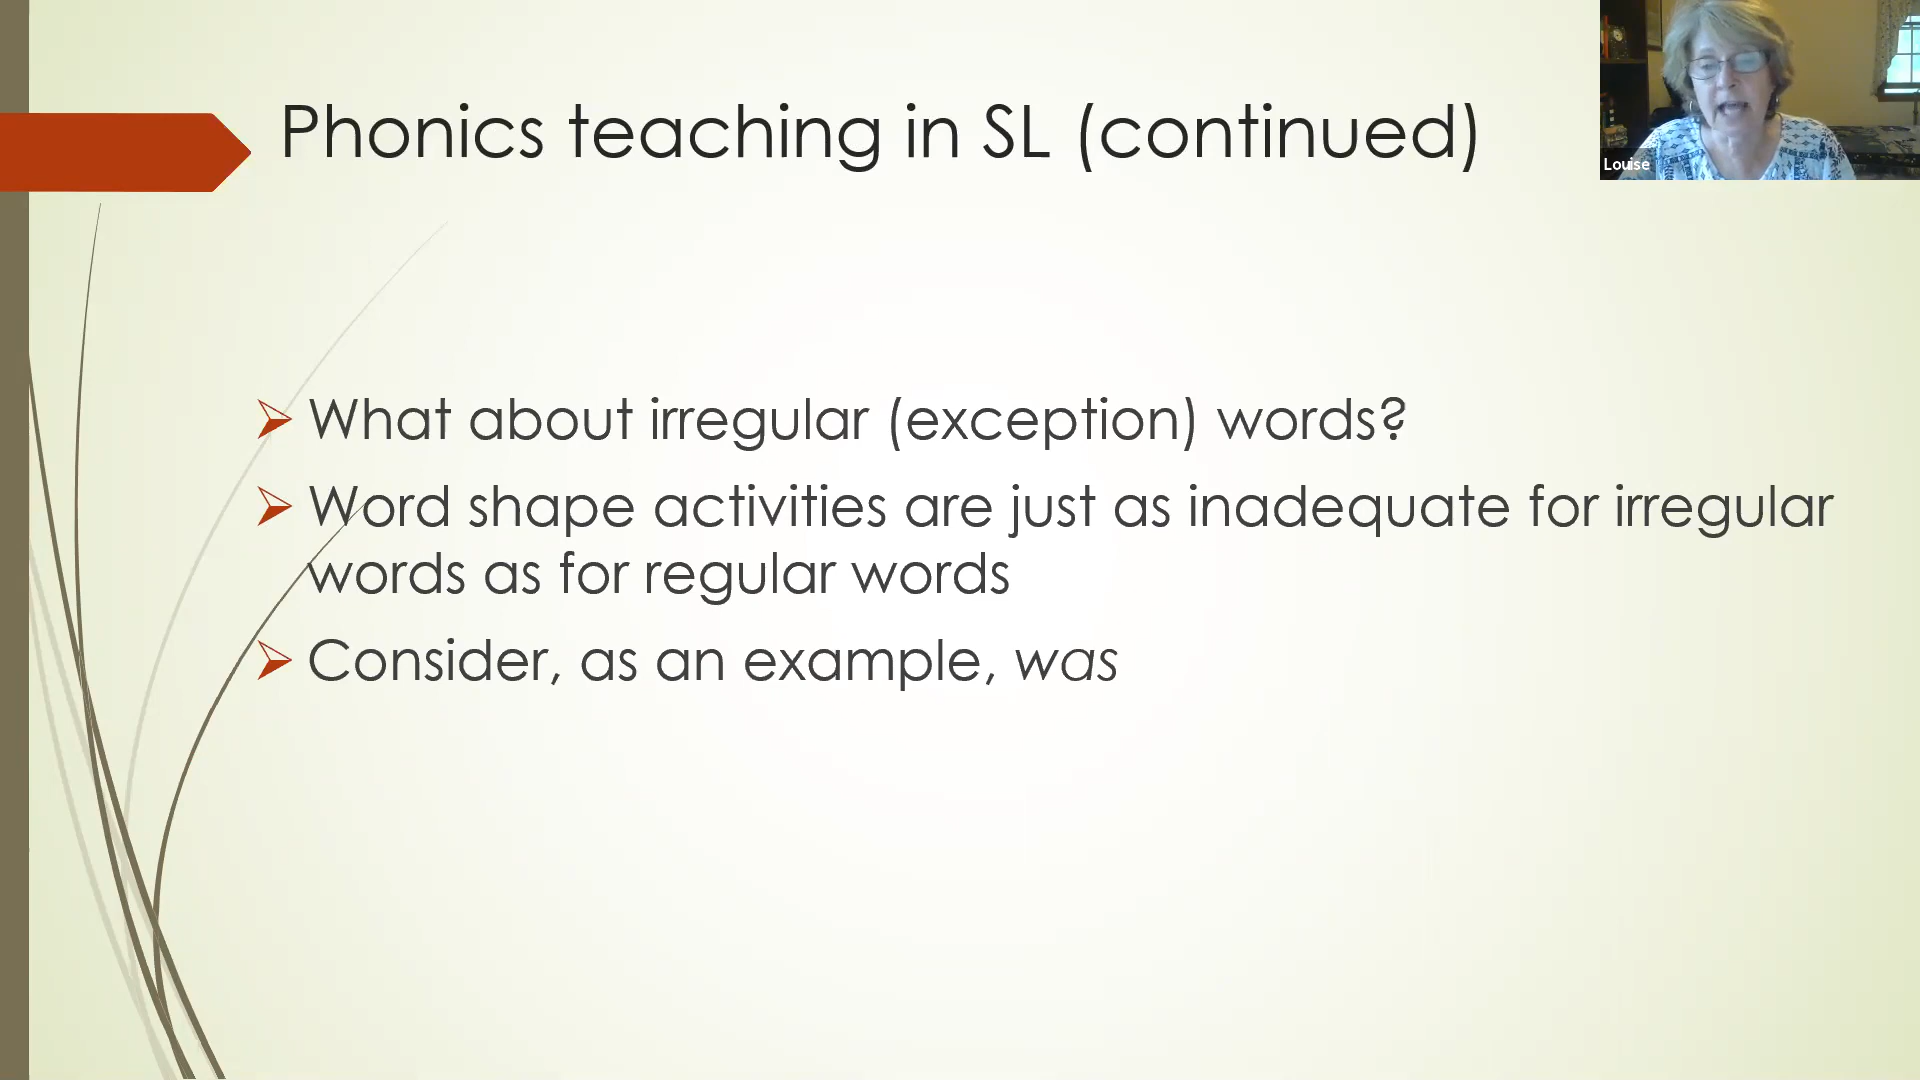 Phonics teaching in SL (continued)
Louise
What about irregular (exception) words?
Word shape activities are just as inadequate for irregular
words as for regular words
Consider, as an example, was